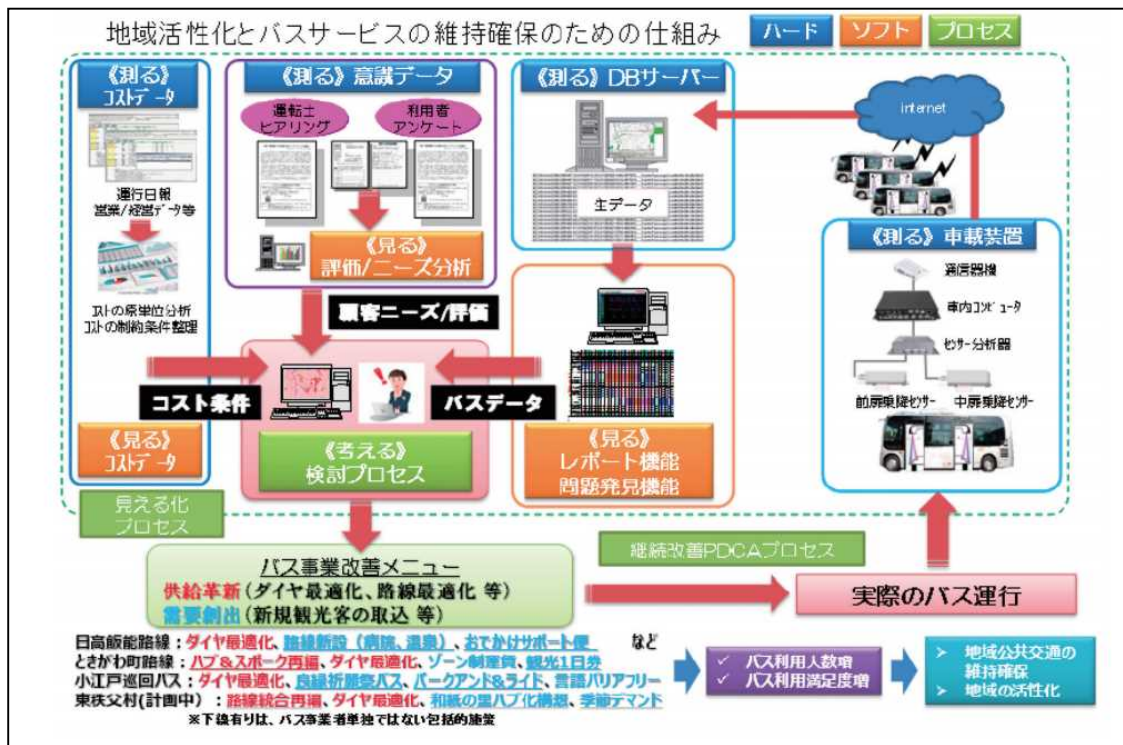 地域活性化とバスサービスの維持確保のための仕組み
ハード
ソフト
プロセス
《測る》
コストデータ
運行日報
営業/経営データ等
コストの原単位分析
コストの制約条件整理
《見る》
コストデータ
《測る》意識データ
運転士
ヒアリング
利用者
アンケート
《見る》
評価/ニーズ分析
顧客ニーズ/評価
コスト条件
バスデータ
《考える》
検討プロセス
《測る》DBサーバー
生データ
《見る》
レポート機能
問題発見機能
internet
《測る》車載装置
通信器機
車内コンピュータ
センサー分析器
前扉乗降センサー
中扉乗降センサー
見える化
プロセス
継続改善PDCAプロセス
バス事業改善メニュー
供給革新(ダイヤ最適化、路線最適化 等)
需要創出(新規観光客の取込 等)
実際のバス運行
日高飯能路線:ダイヤ最適化、路線新設(病院、温泉)、おでかけサポート便 など
ときがわ町路線:ハブ&スポーク再編、ダイヤ最適化、ゾーン制運賃、観光1日券
小江戸巡回バス:ダイヤ最適化、良縁祈願祭バス、パークアンド&ライド、言語バリアフリー
東秩父村(計画中):路線統合再編、ダイヤ最適化、和紙の里ハブ化構想、季節デマンド
※下線有りは、バス事業者単独ではない包括的施策
✓ バス利用人数増
✓ バス利用満足度増
➢ 地域公共交通の
維持確保
➢ 地域の活性化